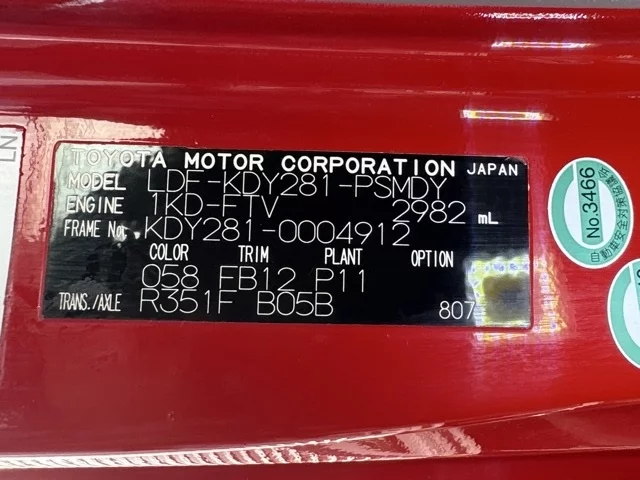 TOYOTA MOTOR CORPORATION JAPAN
MODEL LDF-KDY281-PSMDY
ENGINE 1KD-FTV 2982 mL
FRAME No. KDY281-0004912
COLOR TRIM PLANT OPTION
058 FB12 P11
TRANS./AXLE R351F B05B 807
No.3466
LN